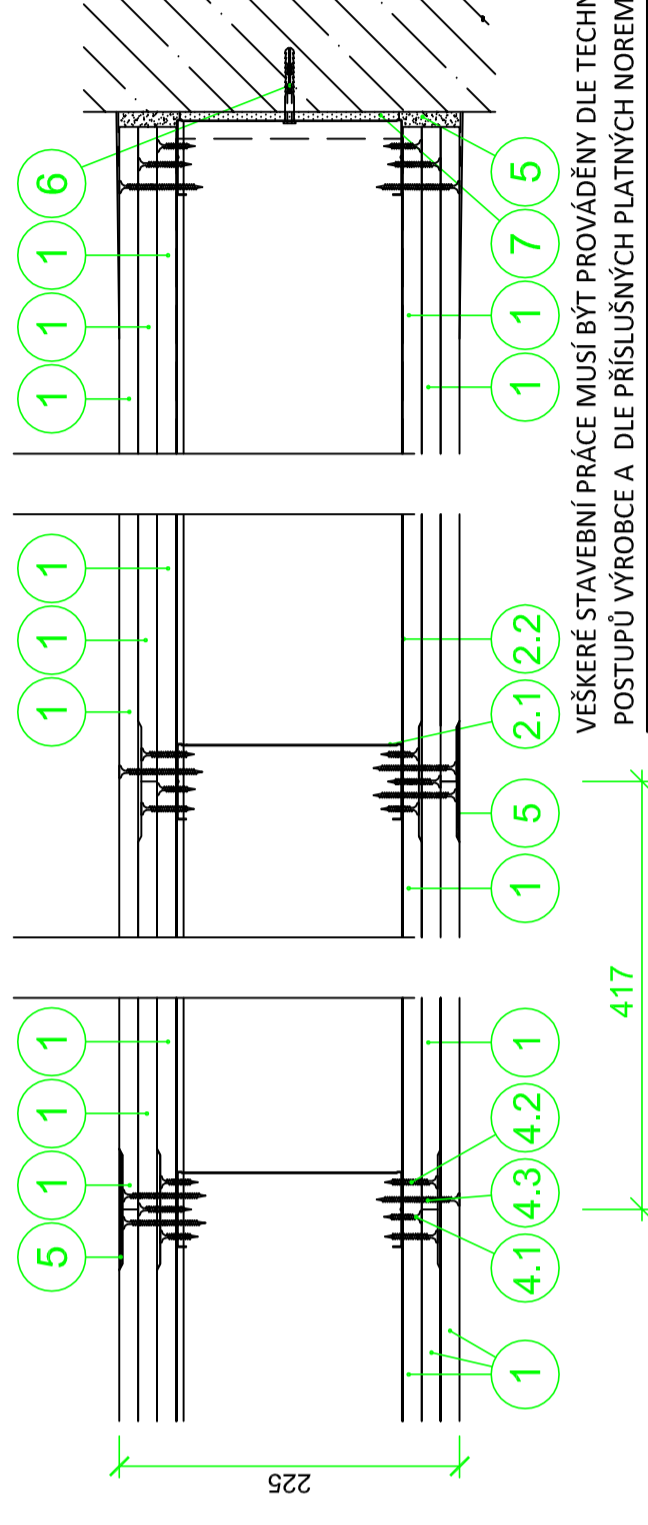 5 1 1 1 1 1 1 1 1 1 6
225
1 4.1 4.3 4.2 1 1 5 2.1 2.2 1 1 7 5
417
VEŠKERÉ STAVEBNÍ PRÁCE MUSÍ BÝT PROVÁDĚNY DLE TECHN
POSTUPŮ VÝROBCE A DLE PŘÍSLUŠNÝCH PLATNÝCH NOREM